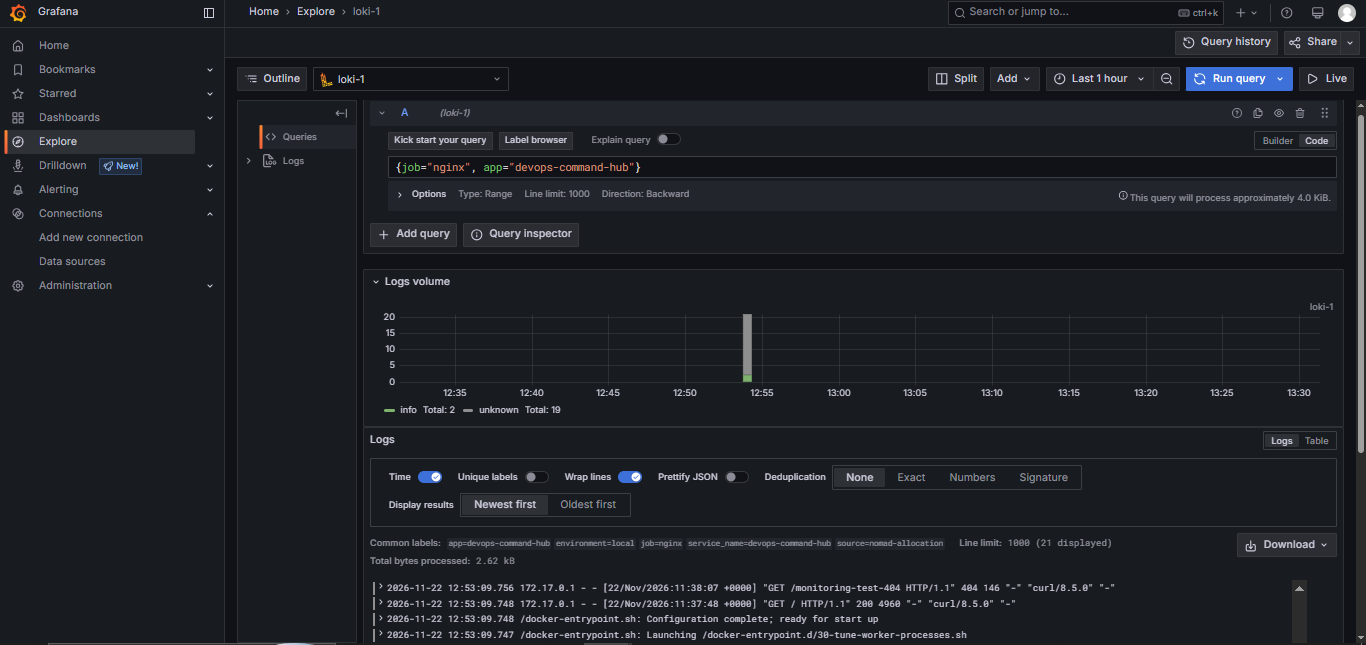 Grafana
Home › Explore › loki-1
Search or jump to... ctrl+k
Home
Bookmarks
Starred
Dashboards
Explore
Drilldown New!
Alerting
Connections
Add new connection
Data sources
Administration
Query history Share
Outline loki-1 Split Add Last 1 hour Run query Live
Queries
Logs
A (loki-1)
Kick start your query Label browser Explain query Builder Code
{job="nginx", app="devops-command-hub"}
Options Type: Range Line limit: 1000 Direction: Backward This query will process approximately 4.0 KiB.
+ Add query Query inspector
Logs volume
loki-1
20
15
10
5
0
12:35 12:40 12:45 12:50 12:55 13:00 13:05 13:10 13:15 13:20 13:25 13:30
info Total: 2 unknown Total: 19
Logs Logs Table
Time Unique labels Wrap lines Prettify JSON Deduplication None Exact Numbers Signature
Display results Newest first Oldest first
Common labels: app=devops-command-hub environment=local job=nginx service_name=devops-command-hub source=nomad-allocation Line limit: 1000 (21 displayed)
Download
Total bytes processed: 2.62 kB
2026-11-22 12:53:09.756 172.17.0.1 - - [22/Nov/2026:11:38:07 +0000] "GET /monitoring-test-404 HTTP/1.1" 404 146 "-" "curl/8.5.0" "-"
2026-11-22 12:53:09.748 172.17.0.1 - - [22/Nov/2026:11:37:48 +0000] "GET / HTTP/1.1" 200 4960 "-" "curl/8.5.0" "-"
2026-11-22 12:53:09.748 /docker-entrypoint.sh: Configuration complete; ready for start up
2026-11-22 12:53:09.747 /docker-entrypoint.sh: Launching /docker-entrypoint.d/30-tune-worker-processes.sh